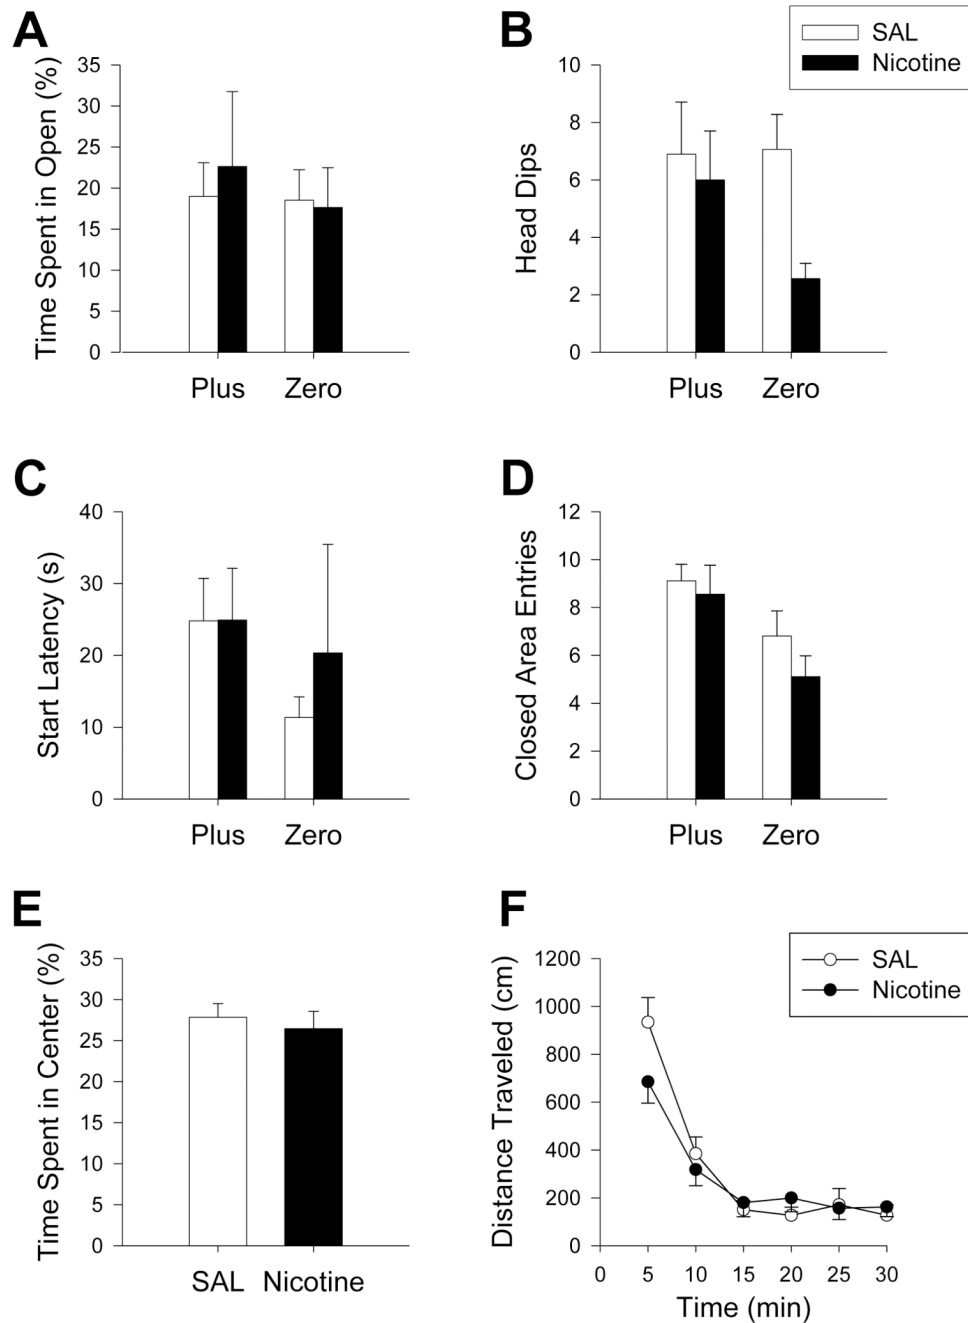 A
Time Spent in Open (%)
35
30
25
20
15
10
5
0
Plus Zero
B
SAL
Nicotine
Head Dips
10
8
6
4
2
0
Plus Zero
C
Start Latency (s)
40
30
20
10
0
Plus Zero
D
Closed Area Entries
12
10
8
6
4
2
0
Plus Zero
E
Time Spent in Center (%)
35
30
25
20
15
10
5
0
SAL Nicotine
F
SAL
Nicotine
Distance Traveled (cm)
1200
1000
800
600
400
200
0
0 5 10 15 20 25 30
Time (min)